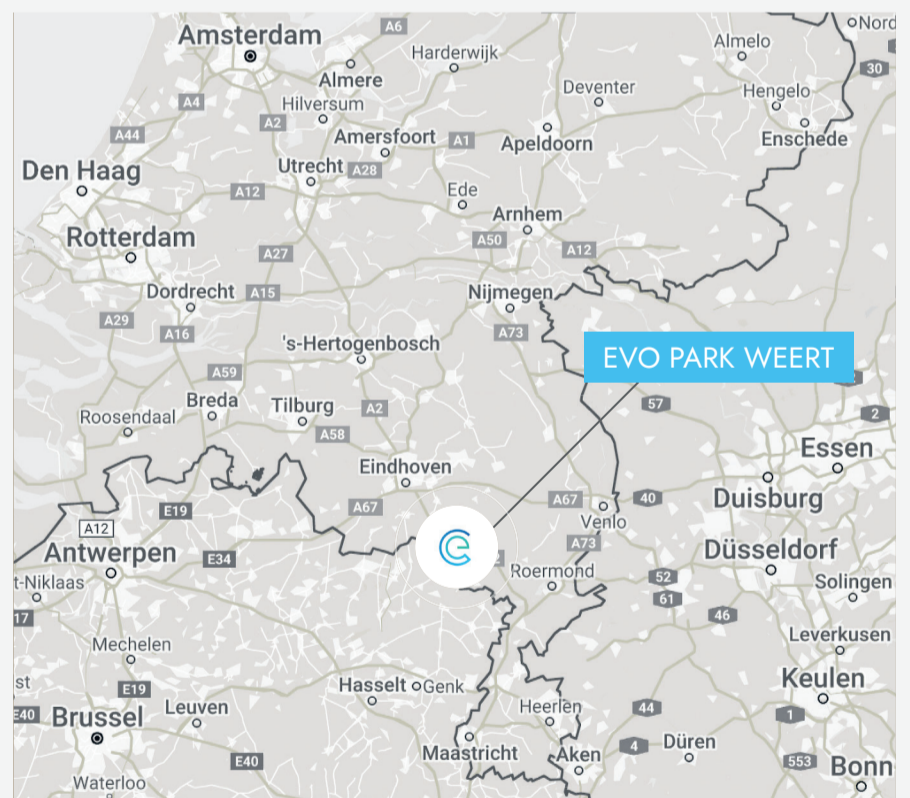 Amsterdam
A6
Nord
Harderwijk
Almelo
30
Almere
Deventer
Hengelo
A4
Hilversum
A2
A44
Amersfoort
A1
Apeldoorn
Enschede
Den Haag
Utrecht
A28
A12
Ede
Arnhem
Rotterdam
A50
A12
A27
Dordrecht
A15
Nijmegen
A29
A16
A73
's-Hertogenbosch
EVO PARK WEERT
A59
Breda
Tilburg
A2
57
2
Roosendaal
A58
Essen
Eindhoven
Duisburg
A67
A67
40
E19
Venlo
A12
A73
Antwerpen
E34
Düsseldorf
Roermond
52
t-Niklaas
Solingen
61
17
46
Leverkusen
Mechelen
st
Keulen
E19
Hasselt
Genk
E40
Brussel
Leuven
Heerlen
44
1
4
Düren
Maastricht
Aken
E40
553
Bonn
Waterloo